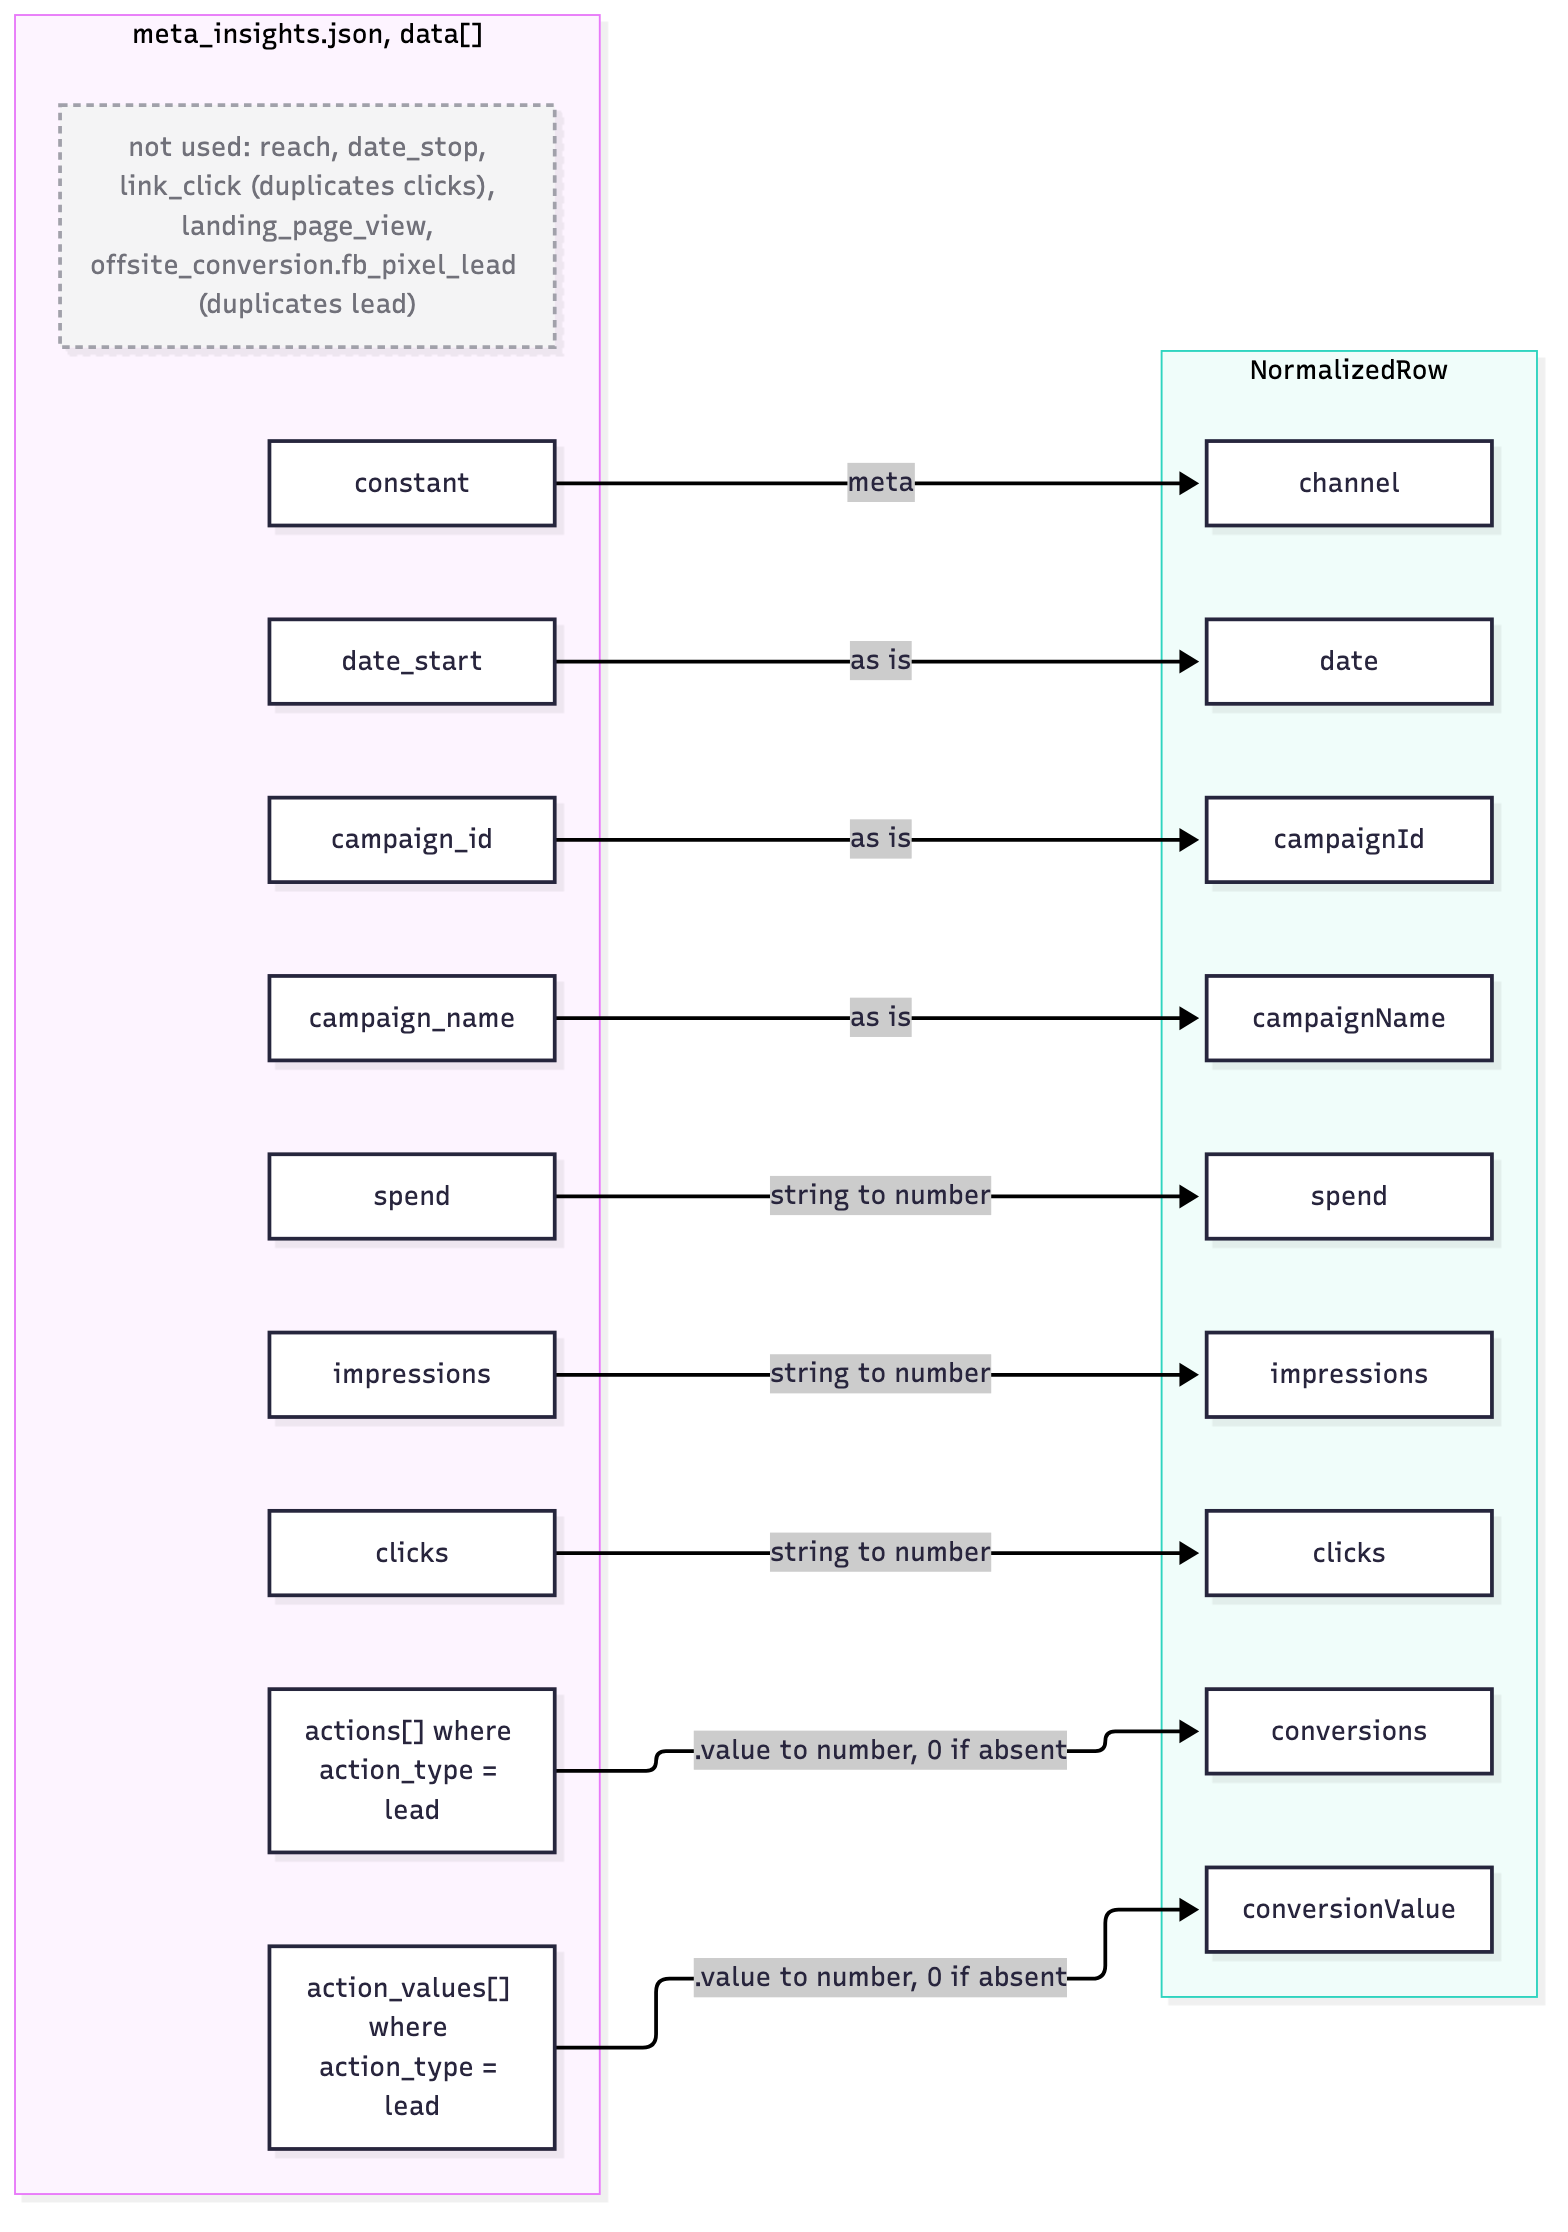 meta_insights.json, data[]
not used: reach, date_stop,
link_click (duplicates clicks),
landing_page_view,
offsite_conversion.fb_pixel_lead
(duplicates lead)
NormalizedRow
constant
meta
channel
date_start
as is
date
campaign_id
as is
campaignId
campaign_name
as is
campaignName
spend
string to number
spend
impressions
string to number
impressions
clicks
string to number
clicks
actions[] where
action_type =
lead
.value to number, 0 if absent
conversions
action_values[]
where
action_type =
lead
.value to number, 0 if absent
conversionValue